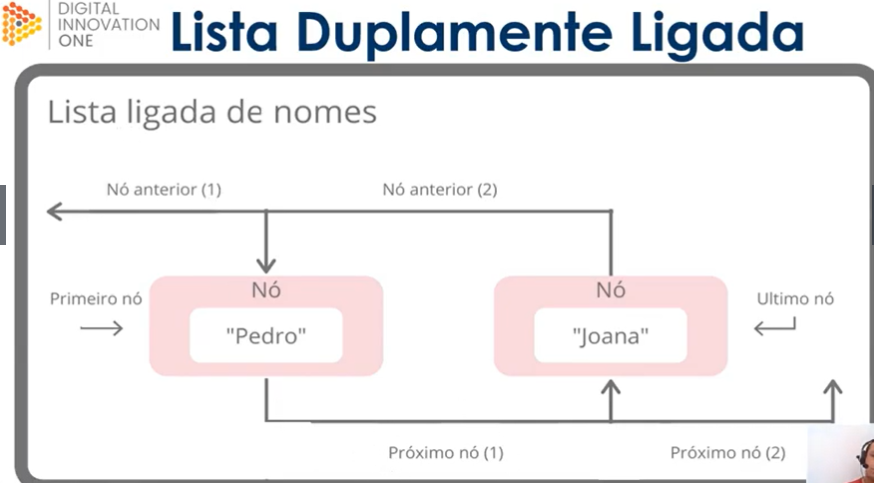 DIGITAL
INNOVATION
ONE
Lista Duplamente Ligada
Lista ligada de nomes
Nó anterior (1)
Nó anterior (2)
Primeiro nó
Nó
Nó
Ultimo nó
"Pedro"
"Joana"
Próximo nó (1)
Próximo nó (2)